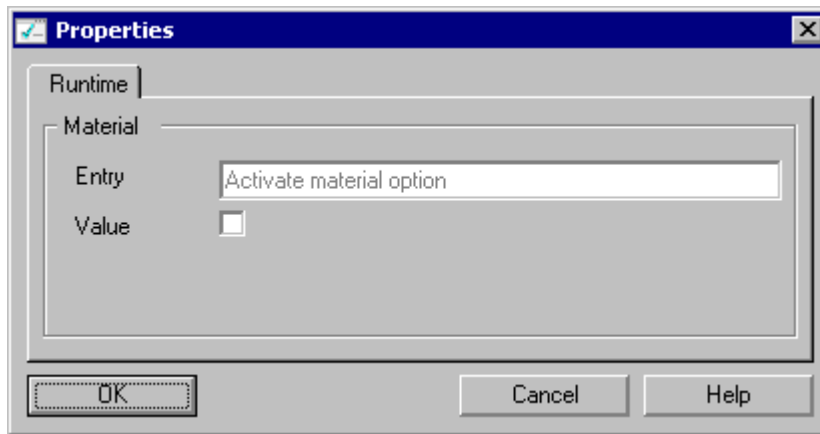 Properties
Runtime
Material
Entry
Activate material option
Value
OK
Cancel
Help